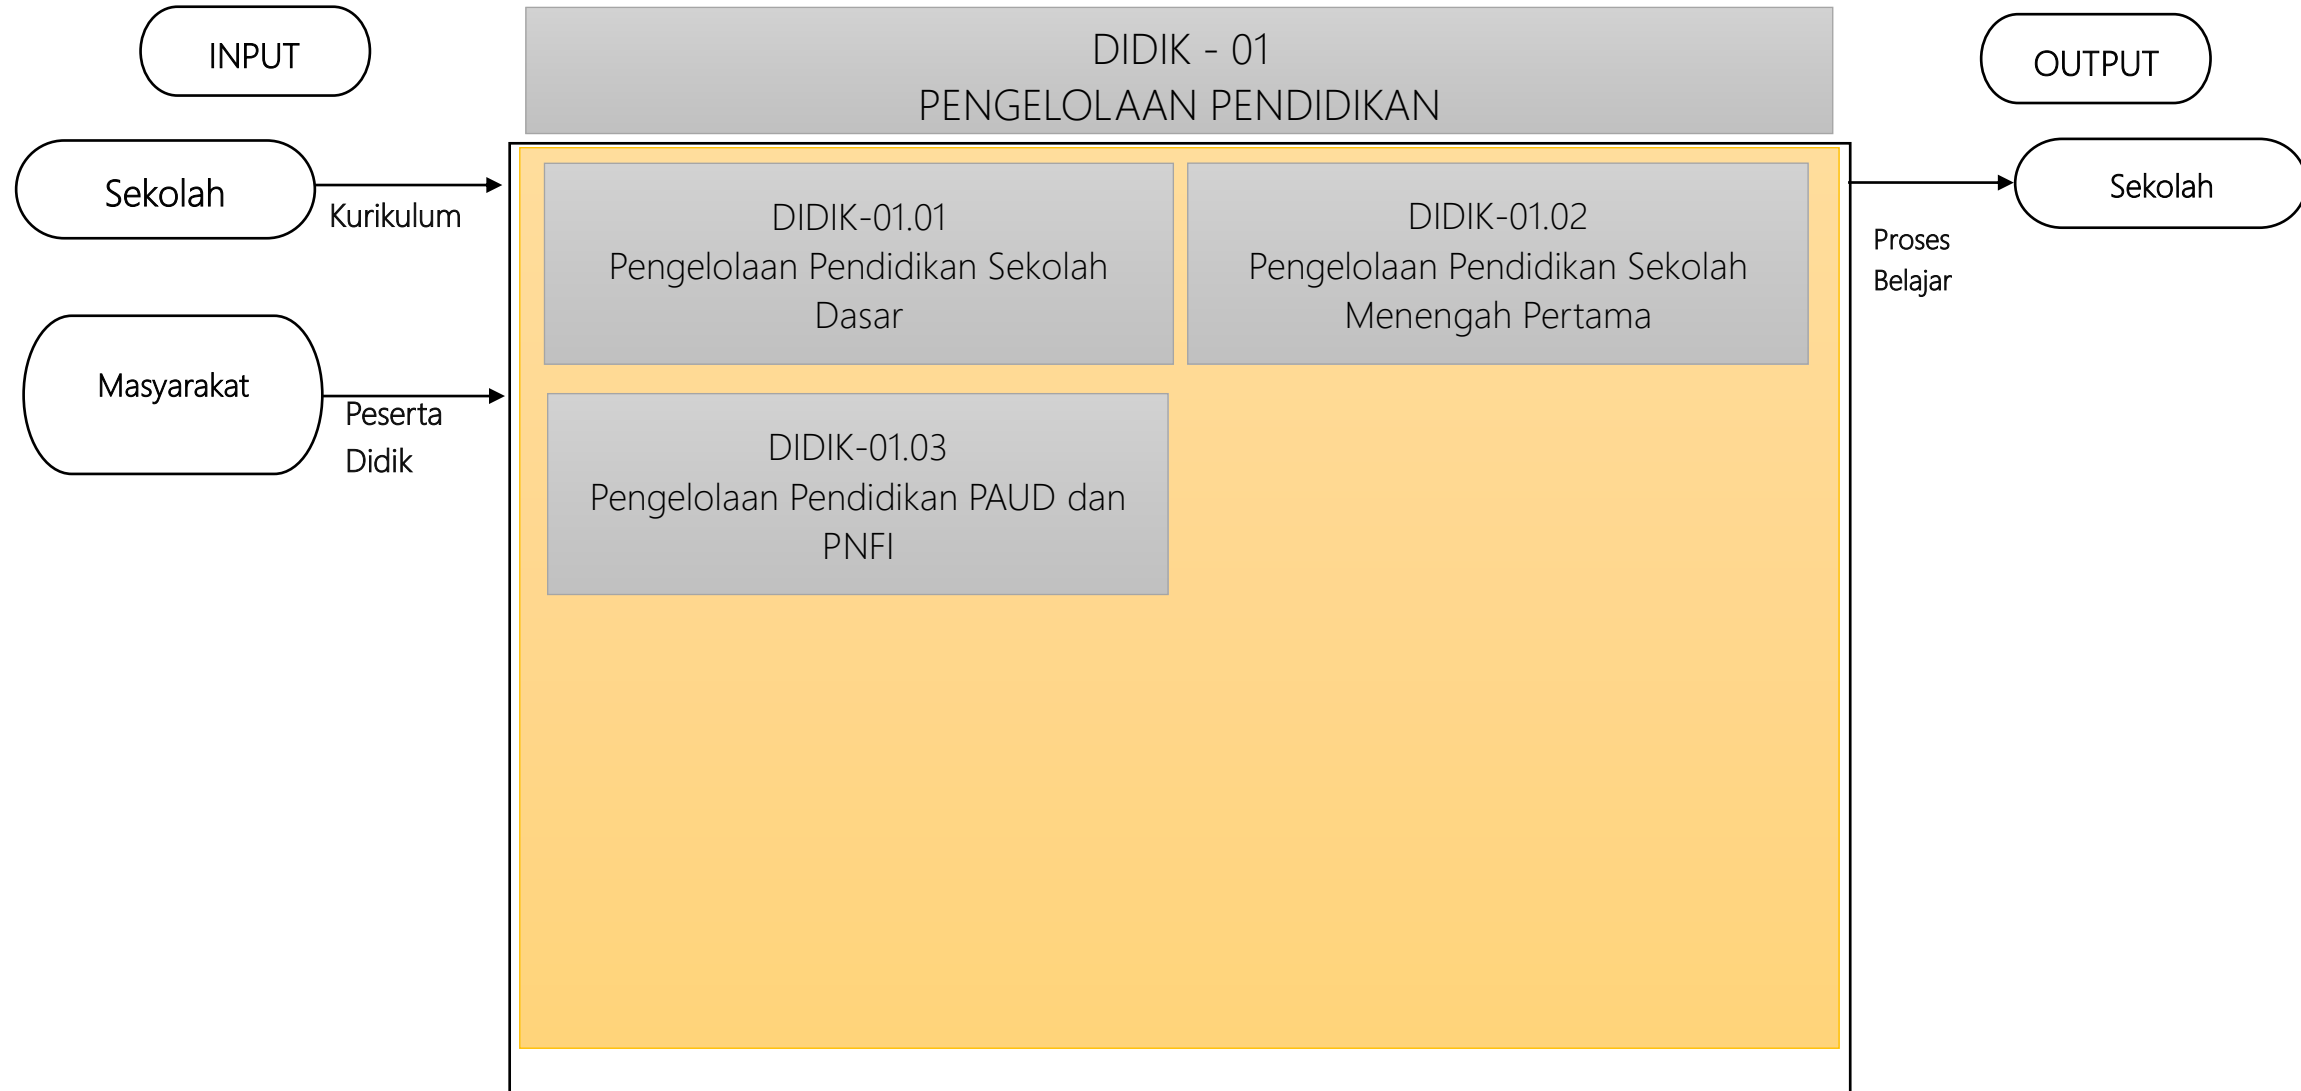 INPUT
DIDIK - 01
PENGELOLAAN PENDIDIKAN
OUTPUT
Sekolah
Kurikulum
Masyarakat
Peserta
Didik
DIDIK-01.01
Pengelolaan Pendidikan Sekolah
Dasar
DIDIK-01.02
Pengelolaan Pendidikan Sekolah
Menengah Pertama
DIDIK-01.03
Pengelolaan Pendidikan PAUD dan
PNFI
Sekolah
Proses
Belajar